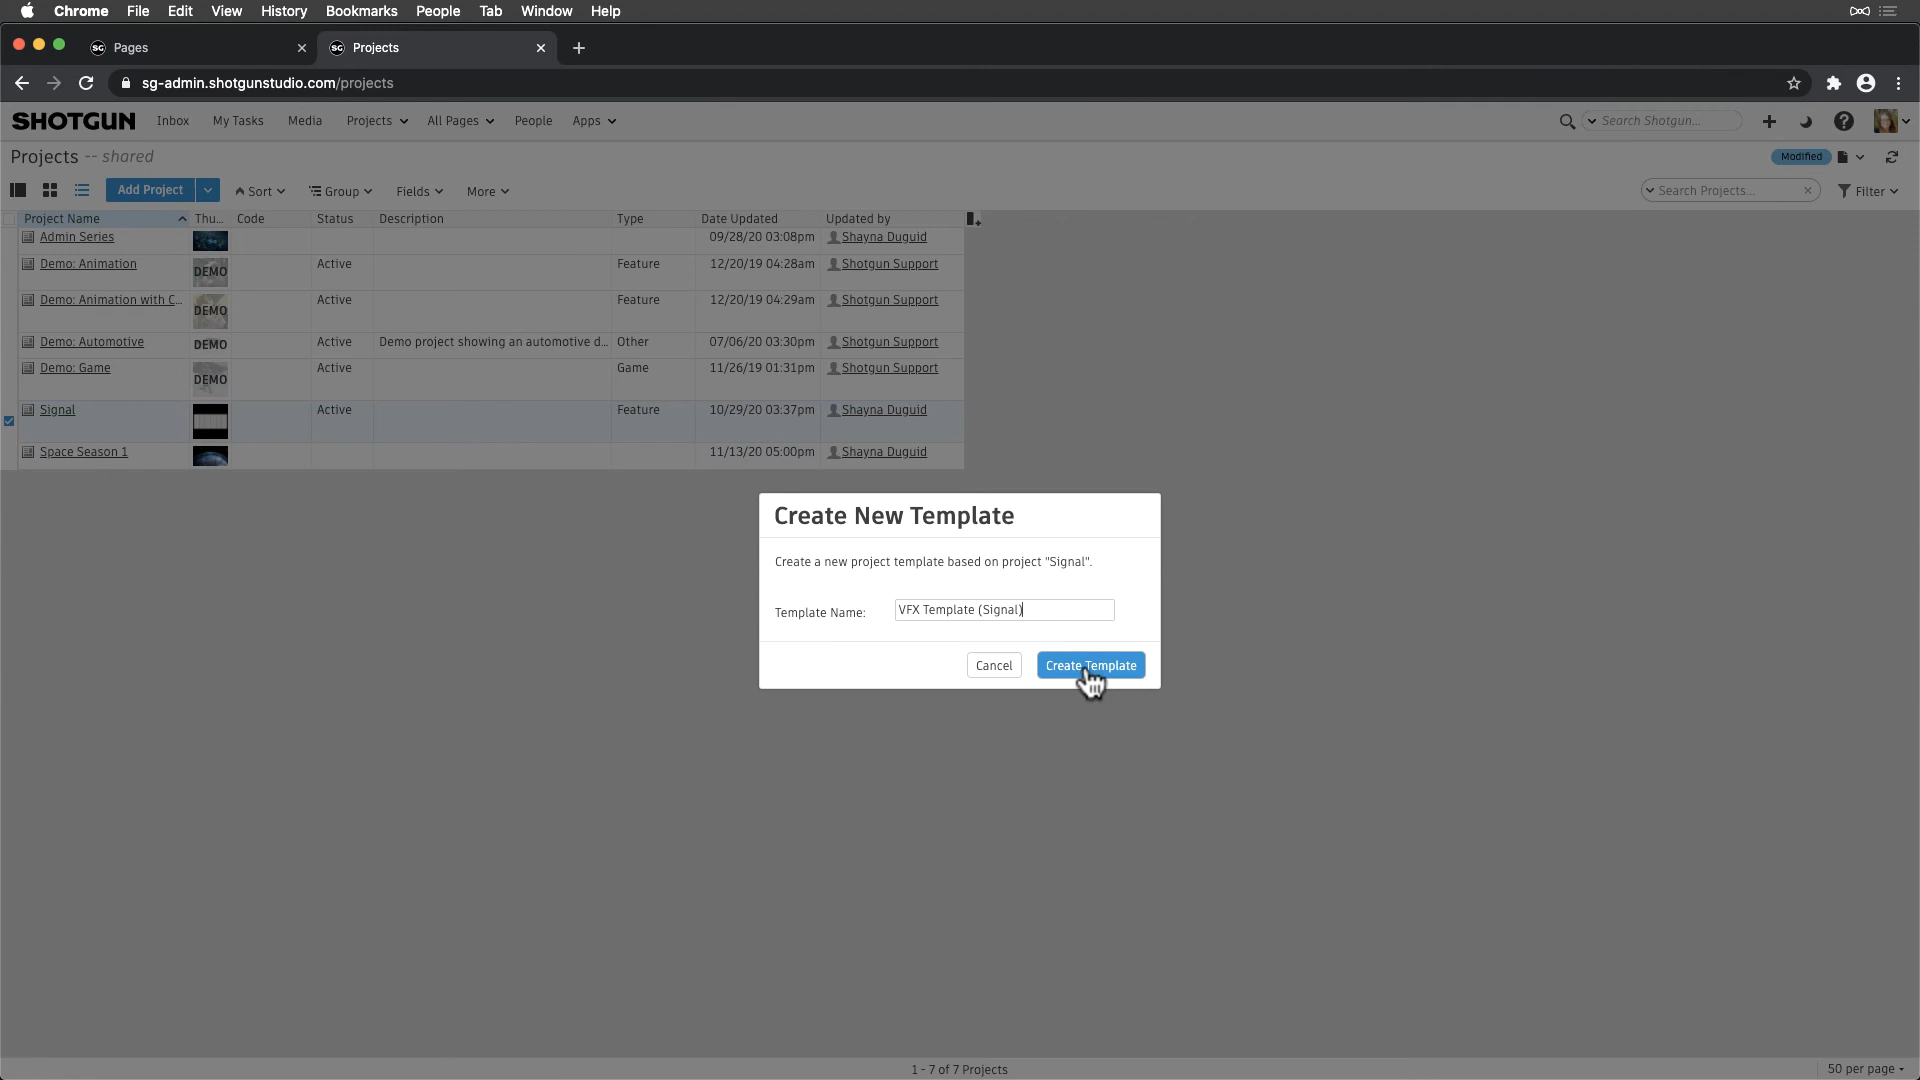 Chrome File Edit View History Bookmarks People Tab Window Help
SG Pages SG Projects
sg-admin.shotgunstudio.com/projects
SHOTGUN Inbox My Tasks Media Projects All Pages People Apps Search Shotgun...
Projects -- shared Modified
Add Project Sort Group Fields More Search Projects... Filter
Project Name Thu... Code Status Description Type Date Updated Updated by
Admin Series 09/28/20 03:08pm Shayna Duguid
Demo: Animation DEMO Active Feature 12/20/19 04:28am Shotgun Support
Demo: Animation with C... DEMO Active Feature 12/20/19 04:29am Shotgun Support
Demo: Automotive DEMO Active Demo project showing an automotive d... Other 07/06/20 03:30pm Shotgun Support
Demo: Game DEMO Active Game 11/26/19 01:31pm Shotgun Support
Signal Active Feature 10/29/20 03:37pm Shayna Duguid
Space Season 1 11/13/20 05:00pm Shayna Duguid
Create New Template
Create a new project template based on project "Signal".
Template Name: VFX Template (Signal)
Cancel Create Template
1 - 7 of 7 Projects 50 per page